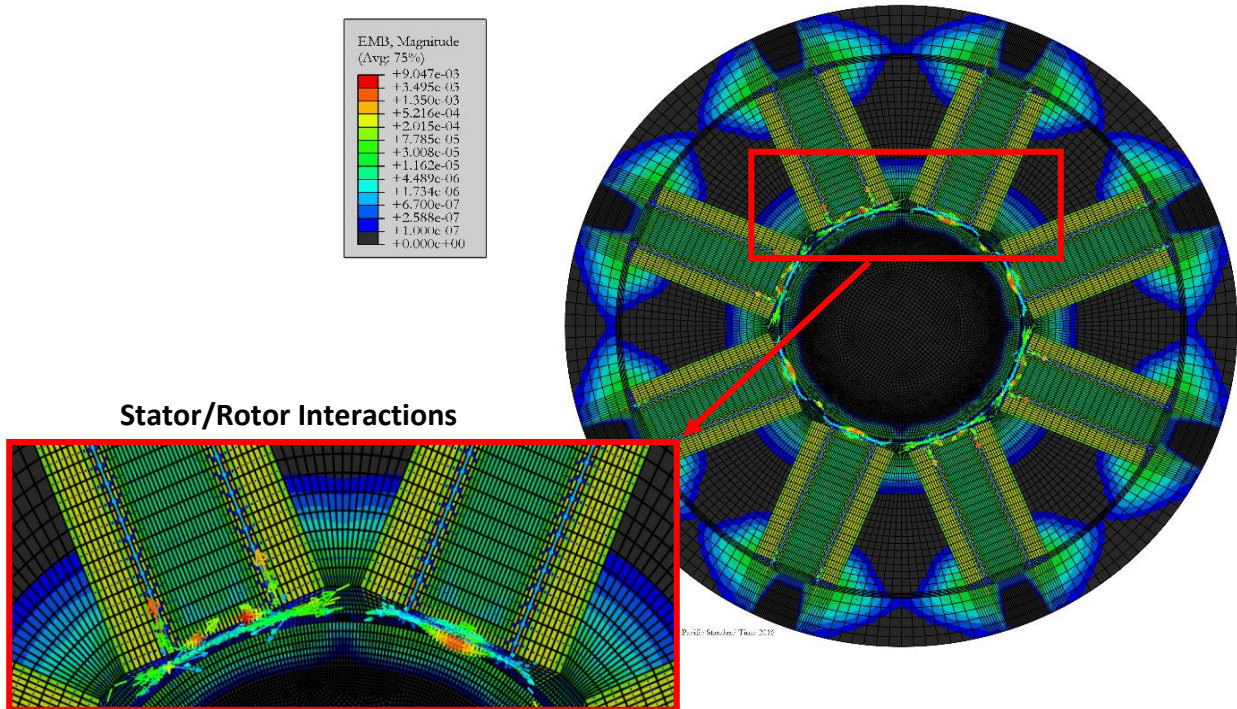 EMB, Magnitude
(Avg: 75%)
+9.047e-03
+3.495e-03
+1.350e-03
+5.216e-04
+2.015e-04
+7.785e-05
+3.008e-05
+1.162e-05
+4.489e-06
+1.734e-06
+6.700e-07
+2.588e-07
+1.000e-07
+0.000e+00
Stator/Rotor Interactions
Pacific Standard Time 2016